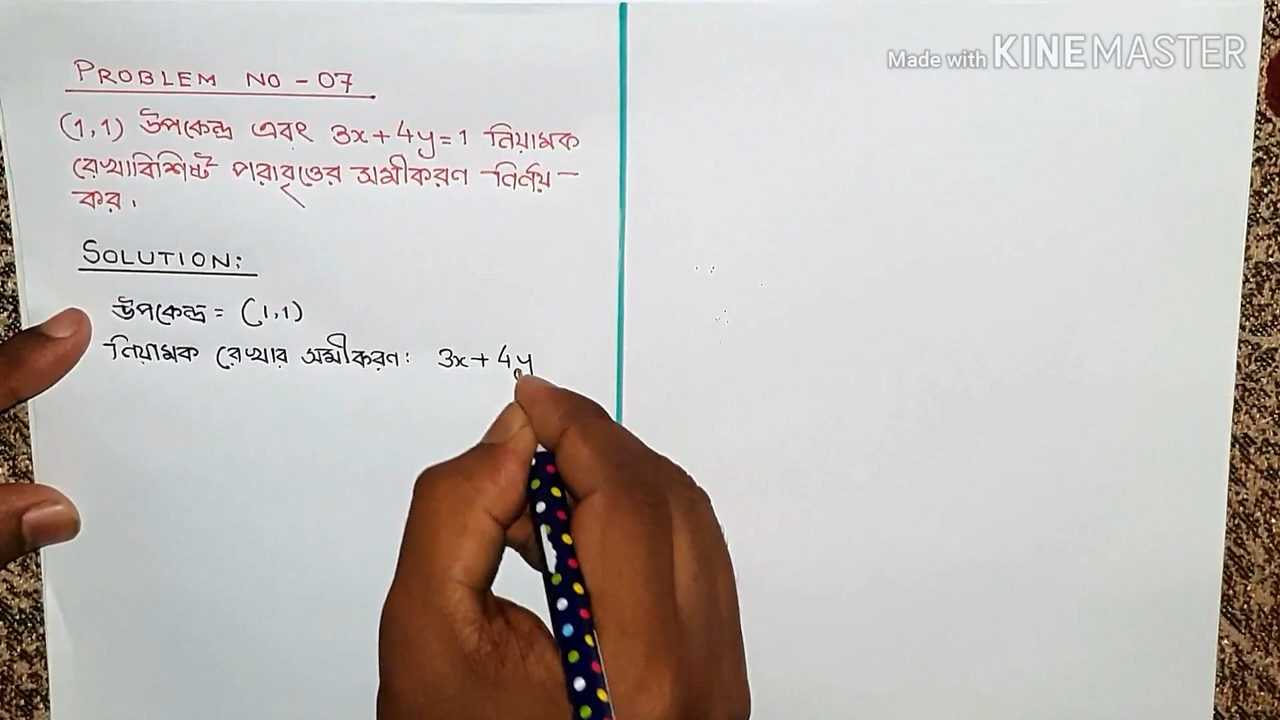 PROBLEM NO - 07
(1,1) উপকেন্দ্র এবং 3x+4y=1 নিয়ামক
রেখাবিশিষ্ট পরাবৃত্তের সমীকরণ নির্ণয়
কর।
SOLUTION:
উপকেন্দ্র = (1,1)
নিয়ামক রেখার সমীকরণ: 3x+4y
Made with KINEMASTER